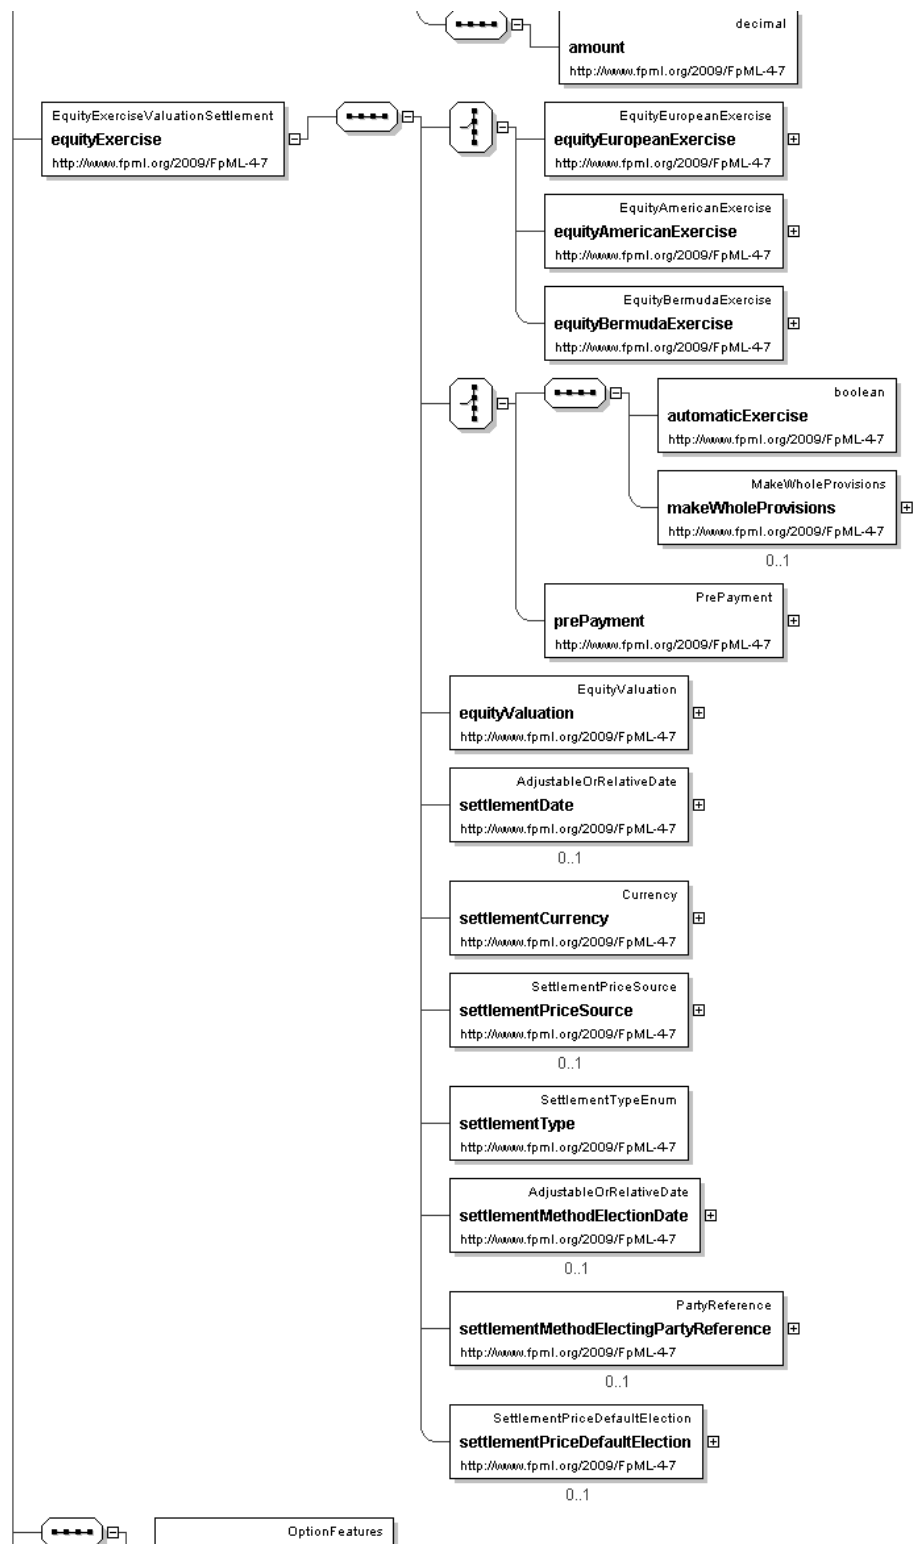 decimal
amount
http://www.fpml.org/2009/FpML-4-7
EquityExerciseValuationSettlement
equityExercise
http://www.fpml.org/2009/FpML-4-7
EquityEuropeanExercise
equityEuropeanExercise
http://www.fpml.org/2009/FpML-4-7
EquityAmericanExercise
equityAmericanExercise
http://www.fpml.org/2009/FpML-4-7
EquityBermudaExercise
equityBermudaExercise
http://www.fpml.org/2009/FpML-4-7
boolean
automaticExercise
http://www.fpml.org/2009/FpML-4-7
MakeWholeProvisions
makeWholeProvisions
http://www.fpml.org/2009/FpML-4-7
0..1
PrePayment
prePayment
http://www.fpml.org/2009/FpML-4-7
EquityValuation
equityValuation
http://www.fpml.org/2009/FpML-4-7
AdjustableOrRelativeDate
settlementDate
http://www.fpml.org/2009/FpML-4-7
0..1
Currency
settlementCurrency
http://www.fpml.org/2009/FpML-4-7
SettlementPriceSource
settlementPriceSource
http://www.fpml.org/2009/FpML-4-7
0..1
SettlementTypeEnum
settlementType
http://www.fpml.org/2009/FpML-4-7
AdjustableOrRelativeDate
settlementMethodElectionDate
http://www.fpml.org/2009/FpML-4-7
0..1
PartyReference
settlementMethodElectingPartyReference
http://www.fpml.org/2009/FpML-4-7
0..1
SettlementPriceDefaultElection
settlementPriceDefaultElection
http://www.fpml.org/2009/FpML-4-7
0..1
OptionFeatures